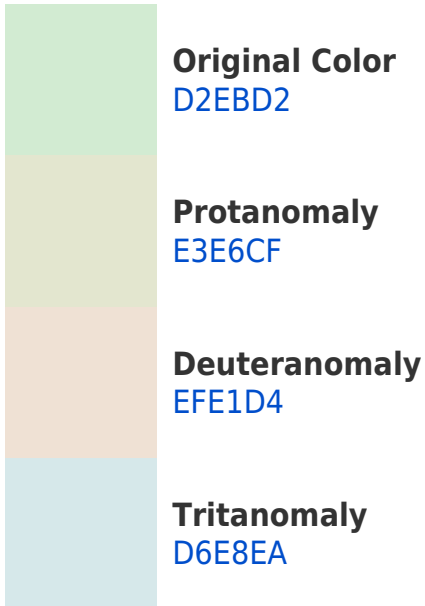 Original Color
D2EBD2
Protanomaly
E3E6CF
Deuteranomaly
EFE1D4
Tritanomaly
D6E8EA